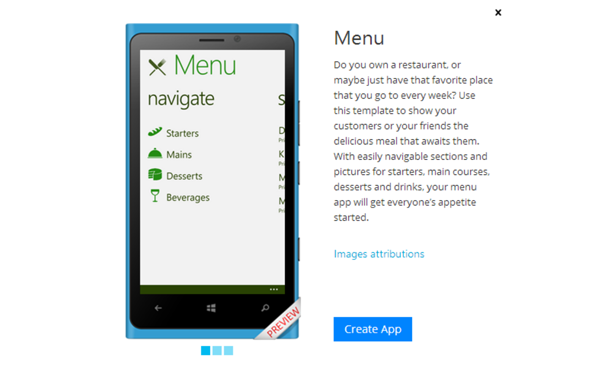 Menu
navigate
s
Starters
D
Mains
K
Desserts
M
Beverages
M
PREVIEW
Menu
Do you own a restaurant, or
maybe just have that favorite place
that you go to every week? Use
this template to show your
customers or your friends the
delicious meal that awaits them.
With easily navigable sections and
pictures for starters, main courses,
desserts and drinks, your menu
app will get everyone's appetite
started.
Images attributions
Create App